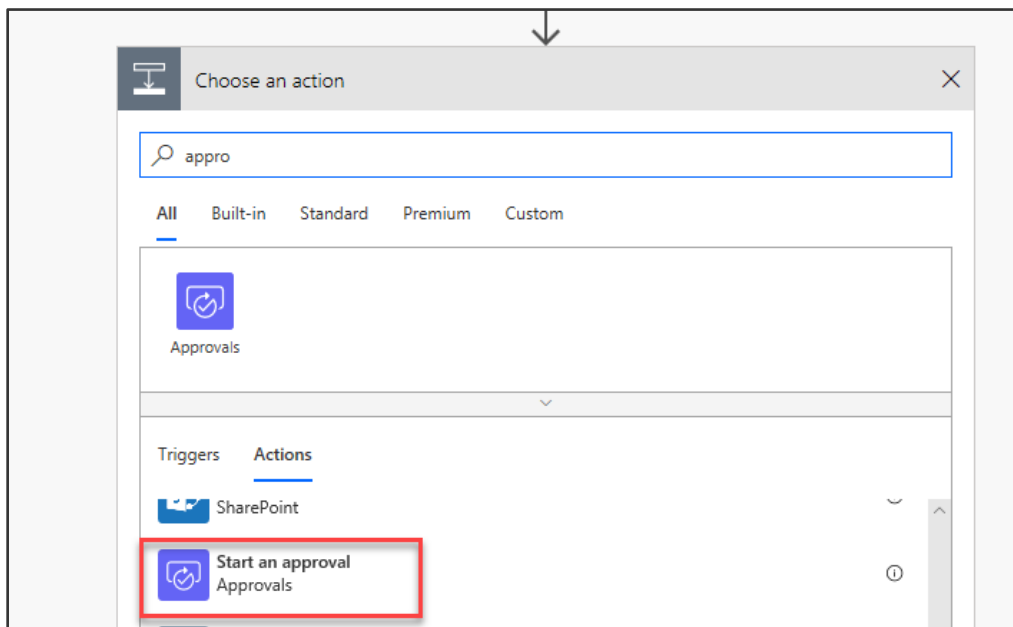 Choose an action
appro
All Built-in Standard Premium Custom
Approvals
Triggers Actions
SharePoint
Start an approval
Approvals